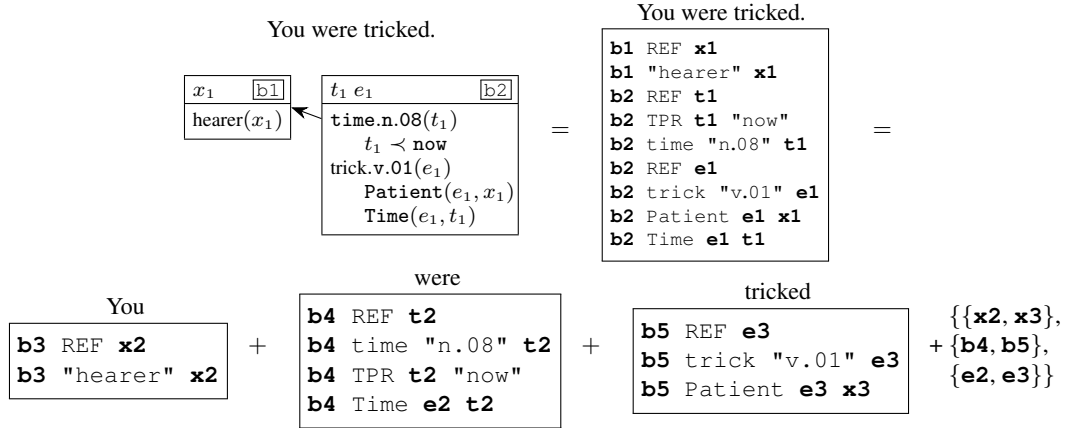 You were tricked.
x₁ b1
hearer(x₁)
t₁ e₁ b2
time.n.08(t₁)
t₁ ≺ now
trick.v.01(e₁)
Patient(e₁, x₁)
Time(e₁, t₁)
=
You were tricked.
b1 REF x1
b1 "hearer" x1
b2 REF t1
b2 TPR t1 "now"
b2 time "n.08" t1
b2 REF e1
b2 trick "v.01" e1
b2 Patient e1 x1
b2 Time e1 t1
=
You
b3 REF x2
b3 "hearer" x2
+
were
b4 REF t2
b4 time "n.08" t2
b4 TPR t2 "now"
b4 Time e2 t2
+
tricked
b5 REF e3
b5 trick "v.01" e3
b5 Patient e3 x3
+
{{x2, x3},
{b4, b5},
{e2, e3}}